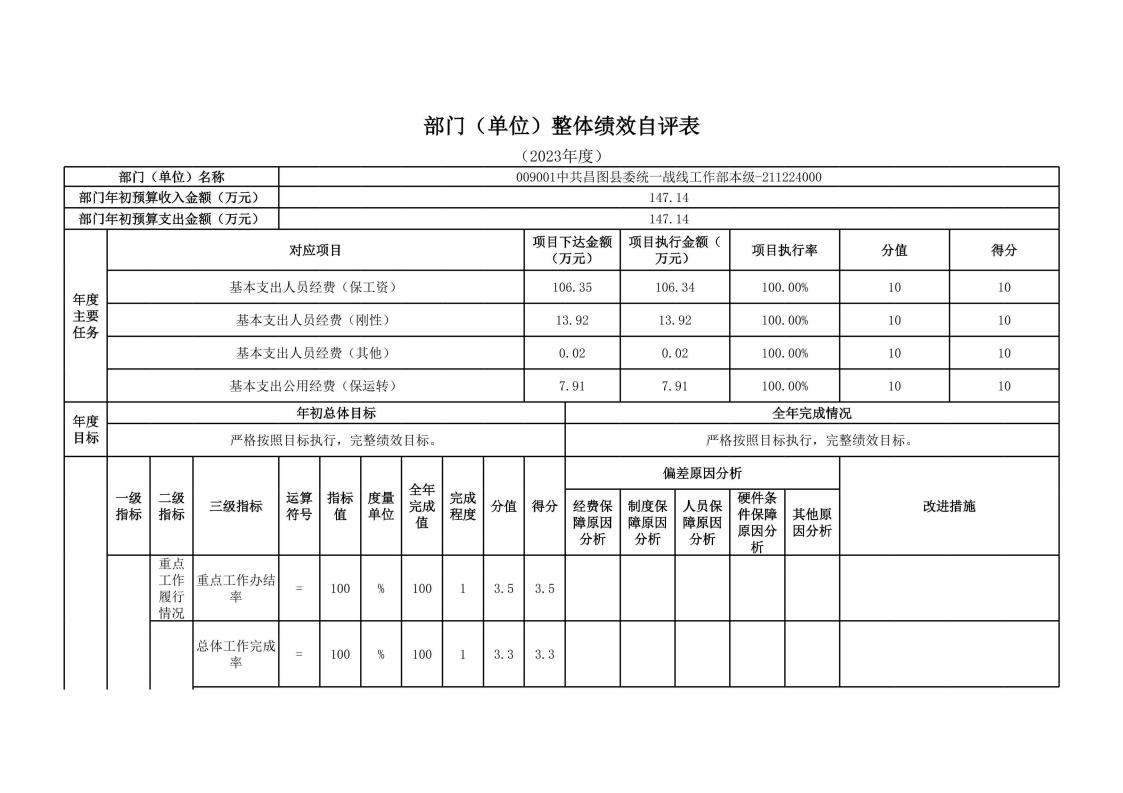 部门（单位）整体绩效自评表
（2023年度）
部门（单位）名称 009001中共昌图县委统一战线工作部本级-211224000
部门年初预算收入金额（万元） 147.14
部门年初预算支出金额（万元） 147.14
年度主要任务 对应项目 项目下达金额（万元） 项目执行金额（万元） 项目执行率 分值 得分
基本支出人员经费（保工资） 106.35 106.34 100.00% 10 10
基本支出人员经费（刚性） 13.92 13.92 100.00% 10 10
基本支出人员经费（其他） 0.02 0.02 100.00% 10 10
基本支出公用经费（保运转） 7.91 7.91 100.00% 10 10
年度目标 年初总体目标 全年完成情况
严格按照目标执行，完整绩效目标。 严格按照目标执行，完整绩效目标。
一级指标 二级指标 三级指标 运算符号 指标值 度量单位 全年完成值 完成程度 分值 得分 偏差原因分析 改进措施
经费保障原因分析 制度保障原因分析 人员保障原因分析 硬件条件保障原因分析 其他原因分析
重点工作履行情况 重点工作办结率 = 100 % 100 1 3.5 3.5
总体工作完成率 = 100 % 100 1 3.3 3.3